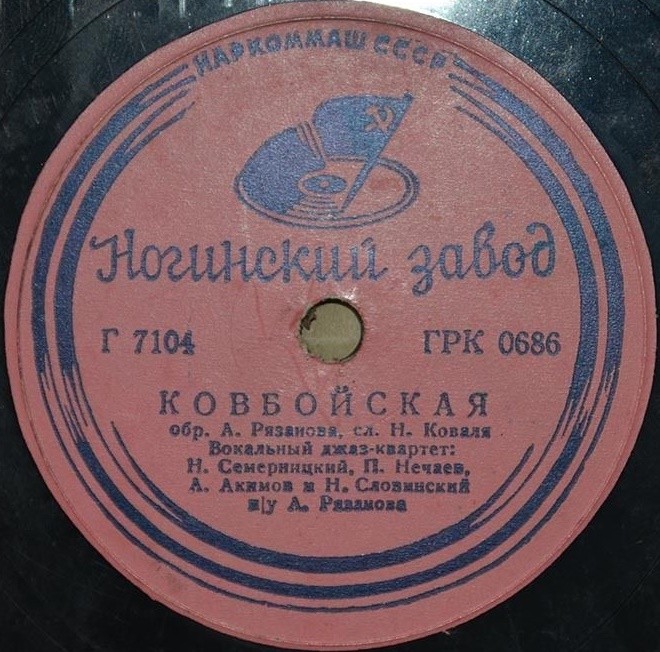 НАРКОММАШ СССР
Ногинский завод
Г 7104 ГРК 0686
КОВБОЙСКАЯ
обр. А. Рязанова, сл. Н. Коваля
Вокальный джаз-квартет:
Н. Семерницкий, П. Нечаев,
А. Акимов и Н. Словинский
п|у А. Рязанова